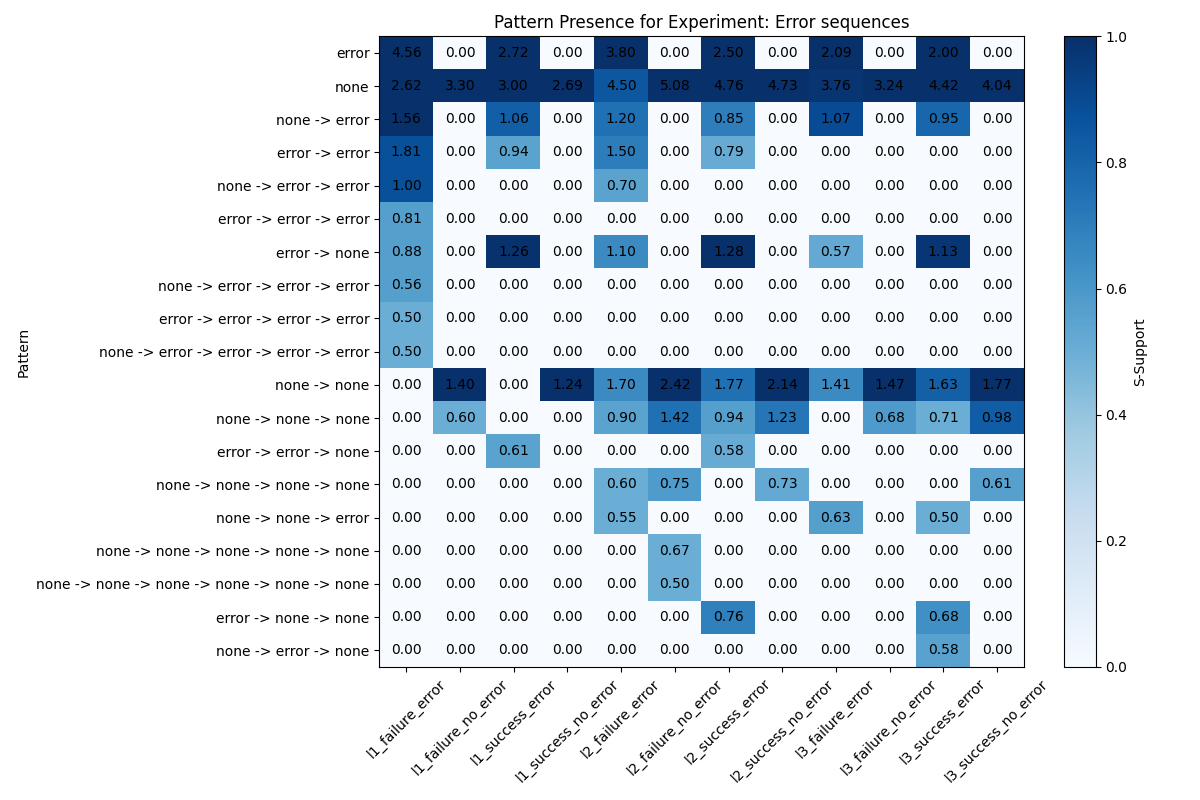 Pattern Presence for Experiment: Error sequences
error 4.56 0.00 2.72 0.00 3.80 0.00 2.50 0.00 2.09 0.00 2.00 0.00
none 2.62 3.30 3.00 2.69 4.50 5.08 4.76 4.73 3.76 3.24 4.42 4.04
none -> error 1.56 0.00 1.06 0.00 1.20 0.00 0.85 0.00 1.07 0.00 0.95 0.00
error -> error 1.81 0.00 0.94 0.00 1.50 0.00 0.79 0.00 0.00 0.00 0.00 0.00
none -> error -> error 1.00 0.00 0.00 0.00 0.70 0.00 0.00 0.00 0.00 0.00 0.00 0.00
error -> error -> error 0.81 0.00 0.00 0.00 0.00 0.00 0.00 0.00 0.00 0.00 0.00 0.00
error -> none 0.88 0.00 1.26 0.00 1.10 0.00 1.28 0.00 0.57 0.00 1.13 0.00
none -> error -> error -> error 0.56 0.00 0.00 0.00 0.00 0.00 0.00 0.00 0.00 0.00 0.00 0.00
error -> error -> error -> error 0.50 0.00 0.00 0.00 0.00 0.00 0.00 0.00 0.00 0.00 0.00 0.00
none -> error -> error -> error -> error 0.50 0.00 0.00 0.00 0.00 0.00 0.00 0.00 0.00 0.00 0.00 0.00
none -> none 0.00 1.40 0.00 1.24 1.70 2.42 1.77 2.14 1.41 1.47 1.63 1.77
none -> none -> none 0.00 0.60 0.00 0.00 0.90 1.42 0.94 1.23 0.00 0.68 0.71 0.98
error -> error -> none 0.00 0.00 0.61 0.00 0.00 0.00 0.58 0.00 0.00 0.00 0.00 0.00
none -> none -> none -> none 0.00 0.00 0.00 0.00 0.60 0.75 0.00 0.73 0.00 0.00 0.00 0.61
none -> none -> error 0.00 0.00 0.00 0.00 0.55 0.00 0.00 0.00 0.63 0.00 0.50 0.00
none -> none -> none -> none -> none 0.00 0.00 0.00 0.00 0.00 0.67 0.00 0.00 0.00 0.00 0.00 0.00
none -> none -> none -> none -> none -> none 0.00 0.00 0.00 0.00 0.00 0.50 0.00 0.00 0.00 0.00 0.00 0.00
error -> none -> none 0.00 0.00 0.00 0.00 0.00 0.00 0.76 0.00 0.00 0.00 0.68 0.00
none -> error -> none 0.00 0.00 0.00 0.00 0.00 0.00 0.00 0.00 0.00 0.00 0.58 0.00
Pattern
l1_failure_error
l1_failure_no_error
l1_success_error
l1_success_no_error
l2_failure_error
l2_failure_no_error
l2_success_error
l2_success_no_error
l3_failure_error
l3_failure_no_error
l3_success_error
l3_success_no_error
1.0
0.8
0.6
0.4
0.2
0.0
S-Support